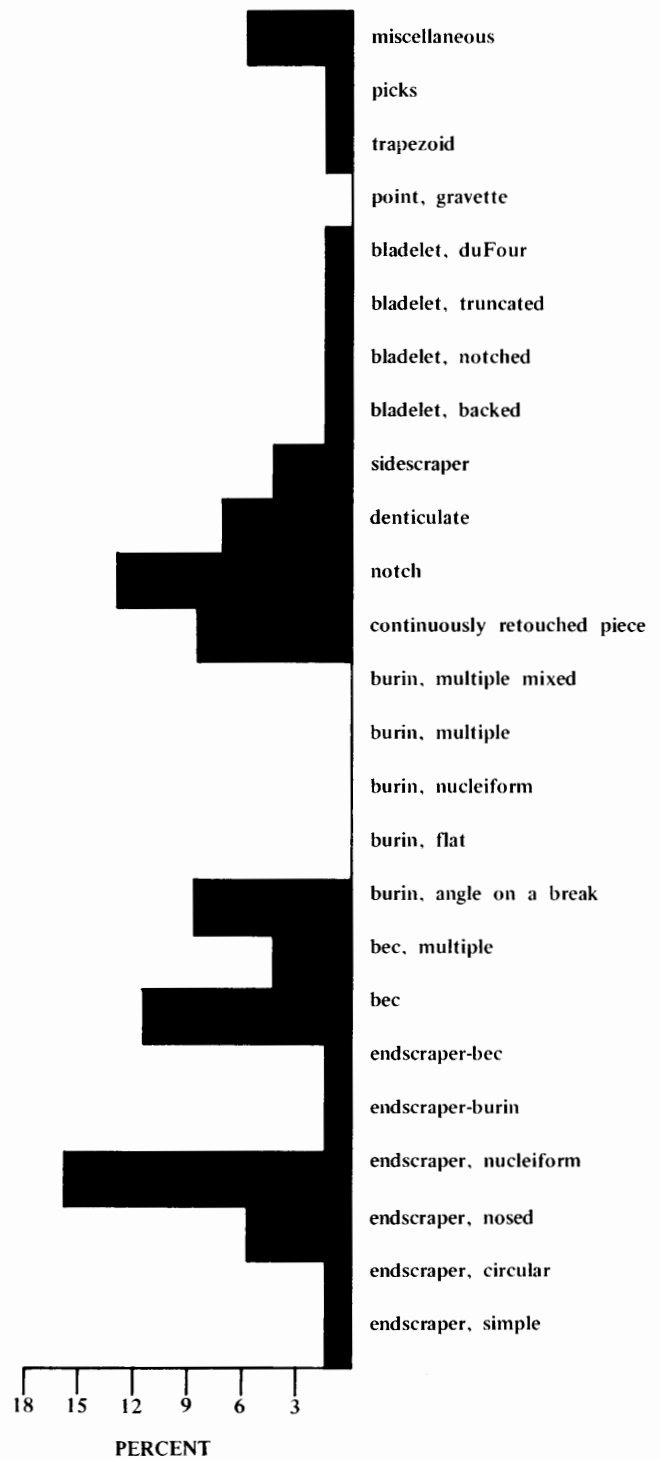 miscellaneous
picks
trapezoid
point, gravette
bladelet, duFour
bladelet, truncated
bladelet, notched
bladelet, backed
sidescraper
denticulate
notch
continuously retouched piece
burin, multiple mixed
burin, multiple
burin, nucleiform
burin, flat
burin, angle on a break
bec, multiple
bec
endscraper-bec
endscraper-burin
endscraper, nucleiform
endscraper, nosed
endscraper, circular
endscraper, simple
18 15 12 9 6 3
PERCENT